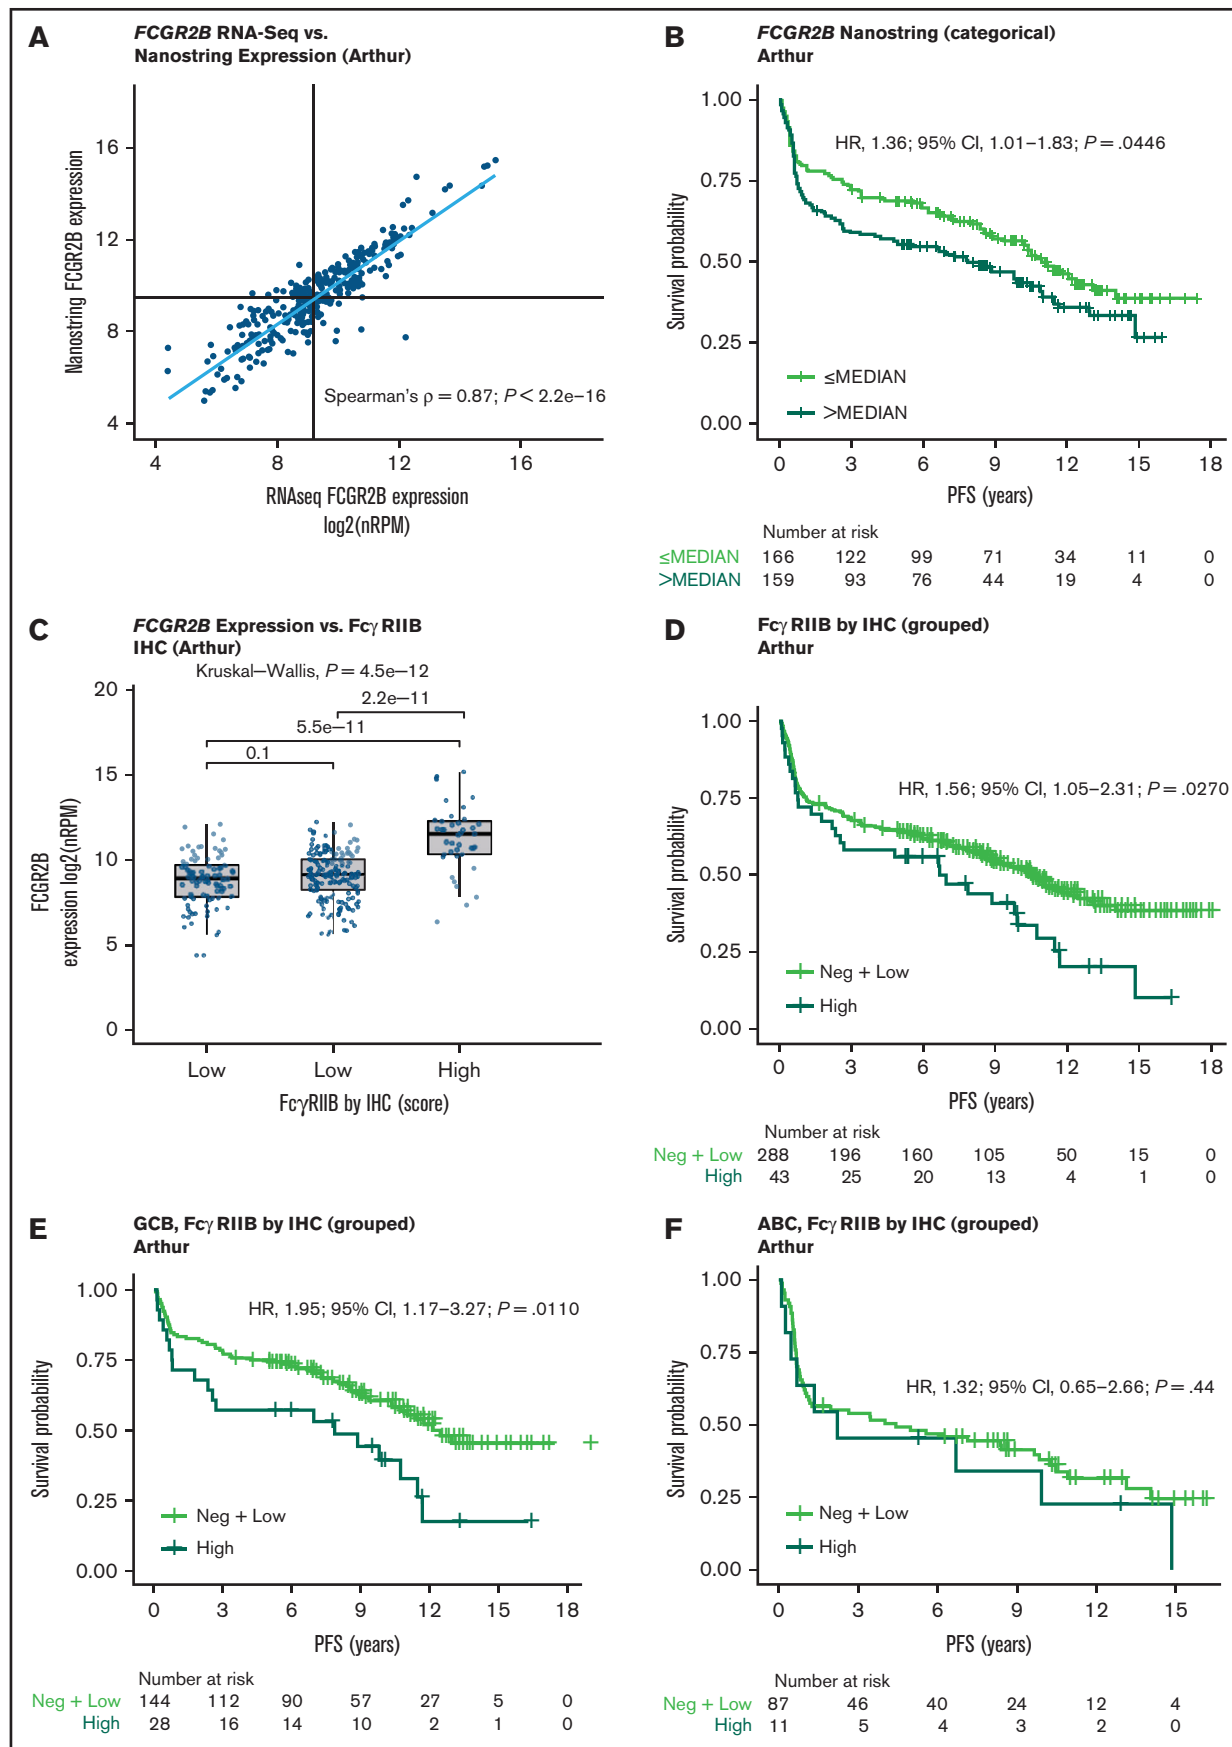 A
FCGR2B RNA-Seq vs.
Nanostring Expression (Arthur)
Nanostring FCGR2B expression
16
12
8
4
Spearman's ρ = 0.87; P < 2.2e–16
4 8 12 16
RNAseq FCGR2B expression
log2(nRPM)
B
FCGR2B Nanostring (categorical)
Arthur
Survival probability
1.00
0.75
0.50
0.25
0.00
HR, 1.36; 95% CI, 1.01–1.83; P = .0446
≤MEDIAN
>MEDIAN
0 3 6 9 12 15 18
PFS (years)
Number at risk
≤MEDIAN 166 122 99 71 34 11 0
>MEDIAN 159 93 76 44 19 4 0
C
FCGR2B Expression vs. Fcγ RIIB
IHC (Arthur)
Kruskal–Wallis, P = 4.5e–12
2.2e–11
5.5e–11
0.1
FCGR2B
expression log2(nRPM)
20
15
10
5
0
Low Low High
FcγRIIB by IHC (score)
D
Fcγ RIIB by IHC (grouped)
Arthur
Survival probability
1.00
0.75
0.50
0.25
0.00
HR, 1.56; 95% CI, 1.05–2.31; P = .0270
Neg + Low
High
0 3 6 9 12 15 18
PFS (years)
Number at risk
Neg + Low 288 196 160 105 50 15 0
High 43 25 20 13 4 1 0
E
GCB, Fcγ RIIB by IHC (grouped)
Arthur
Survival probability
1.00
0.75
0.50
0.25
0.00
HR, 1.95; 95% CI, 1.17–3.27; P = .0110
Neg + Low
High
0 3 6 9 12 15 18
PFS (years)
Number at risk
Neg + Low 144 112 90 57 27 5 0
High 28 16 14 10 2 1 0
F
ABC, Fcγ RIIB by IHC (grouped)
Arthur
Survival probability
1.00
0.75
0.50
0.25
0.00
HR, 1.32; 95% CI, 0.65–2.66; P = .44
Neg + Low
High
0 3 6 9 12 15
PFS (years)
Number at risk
Neg + Low 87 46 40 24 12 4
High 11 5 4 3 2 0